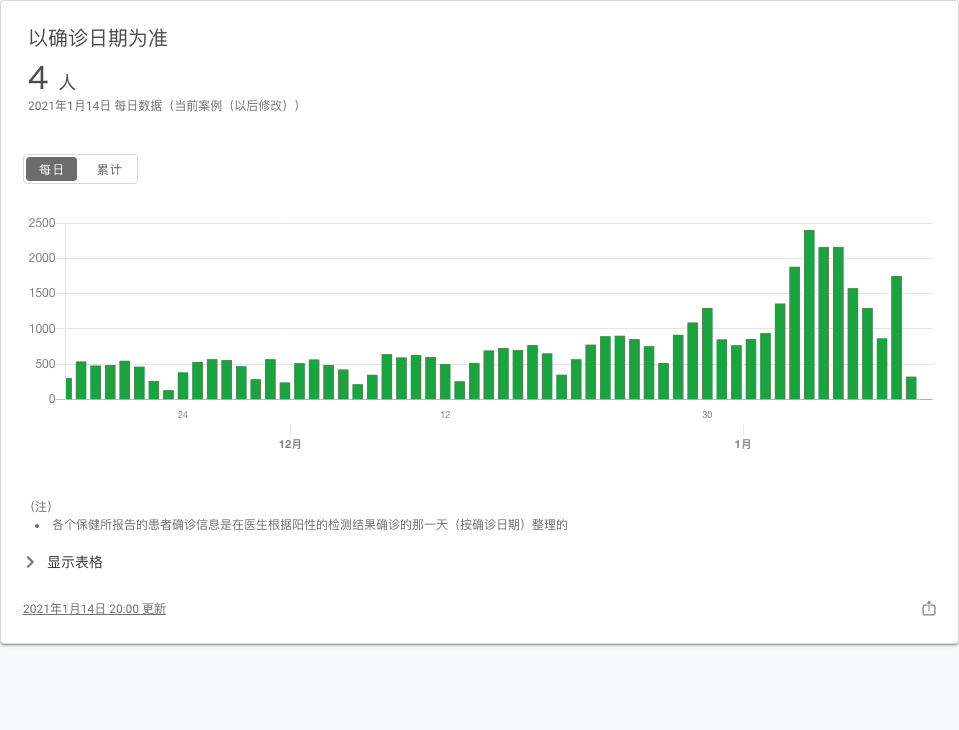 以确诊日期为准
4 人
2021年1月14日 每日数据（当前案例（以后修改））
每日 累计
2500
2000
1500
1000
500
0
24 12 30
12月 1月
（注）
• 各个保健所报告的患者确诊信息是在医生根据阳性的检测结果确诊的那一天（按确诊日期）整理的
显示表格
2021年1月14日 20:00 更新